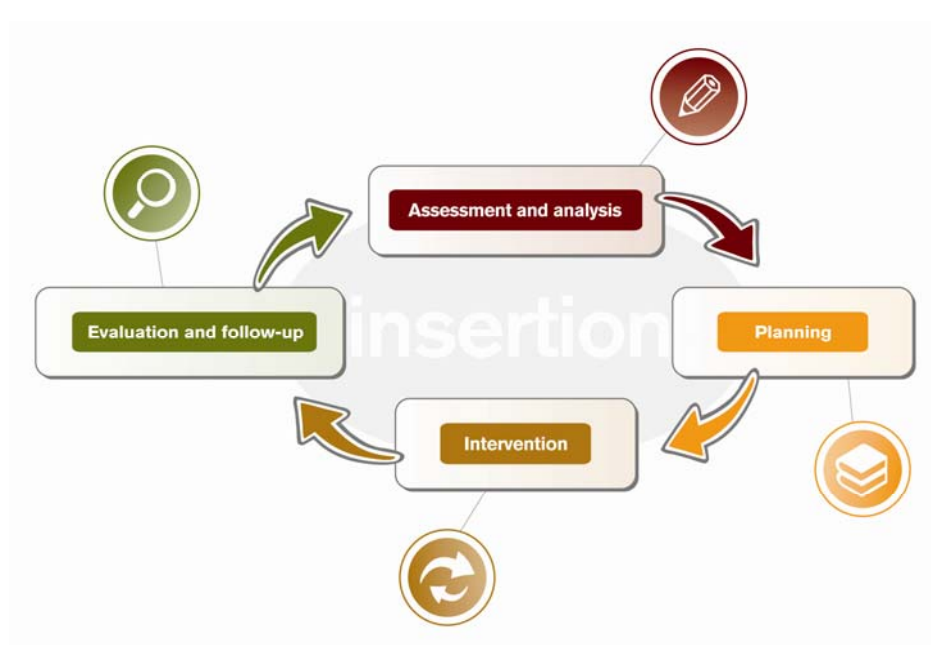 Assessment and analysis
Evaluation and follow-up
insertion
Planning
Intervention